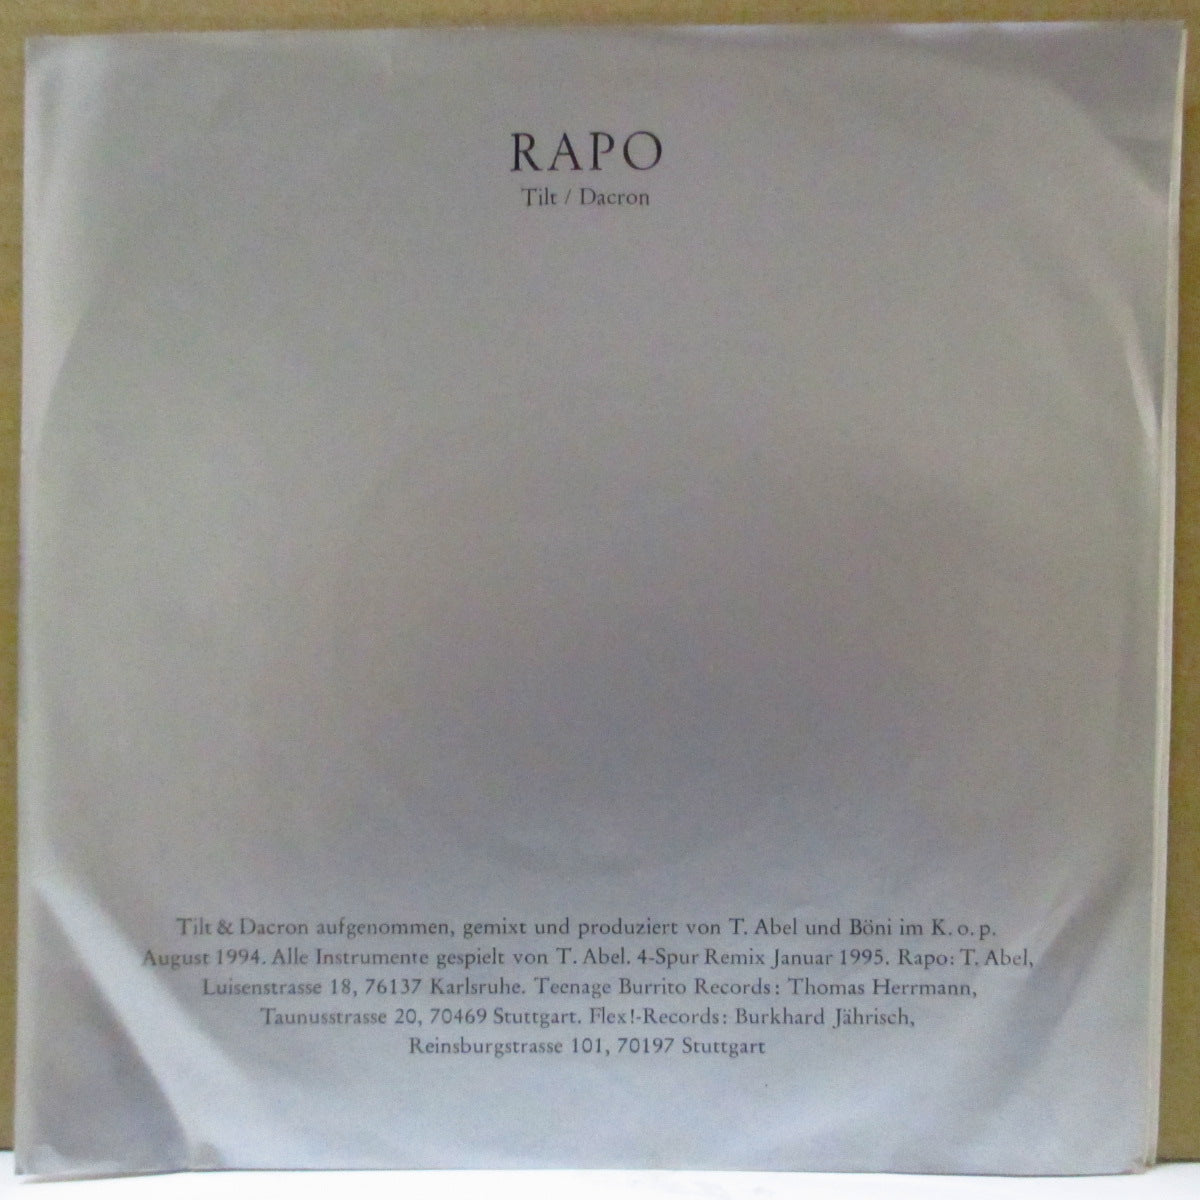 RAPO
Tilt / Dacron
Tilt & Dacron aufgenommen, gemixt und produziert von T. Abel und Böni im K. o. p.
August 1994. Alle Instrumente gespielt von T. Abel. 4-Spur Remix Januar 1995. Rapo: T. Abel,
Luisenstrasse 18, 76137 Karlsruhe. Teenage Burrito Records: Thomas Herrmann,
Taunusstrasse 20, 70469 Stuttgart. Flex!-Records: Burkhard Jährisch,
Reinsburgstrasse 101, 70197 Stuttgart